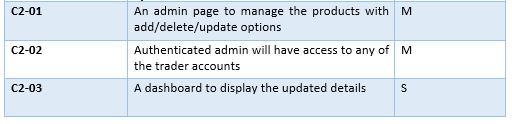 C2-01 An admin page to manage the products with M
add/delete/update options
C2-02 Authenticated admin will have access to any of M
the trader accounts
C2-03 A dashboard to display the updated details S